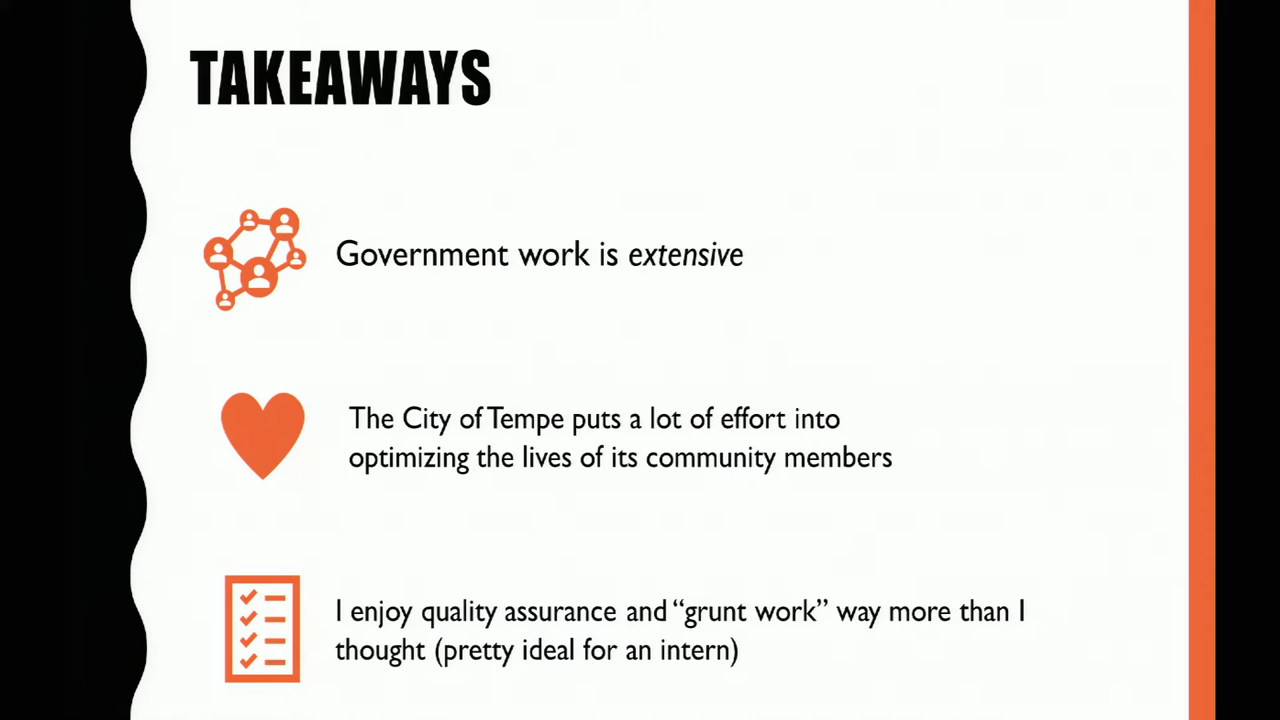 TAKEAWAYS
Government work is extensive
The City of Tempe puts a lot of effort into
optimizing the lives of its community members
I enjoy quality assurance and “grunt work” way more than I
thought (pretty ideal for an intern)